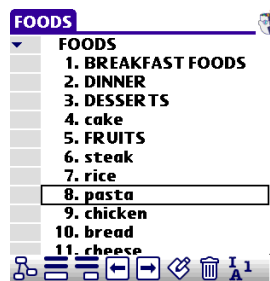 FOODS
FOODS
1. BREAKFAST FOODS
2. DINNER
3. DESSERTS
4. cake
5. FRUITS
6. steak
7. rice
8. pasta
9. chicken
10. bread
11. cheese
I
A 1